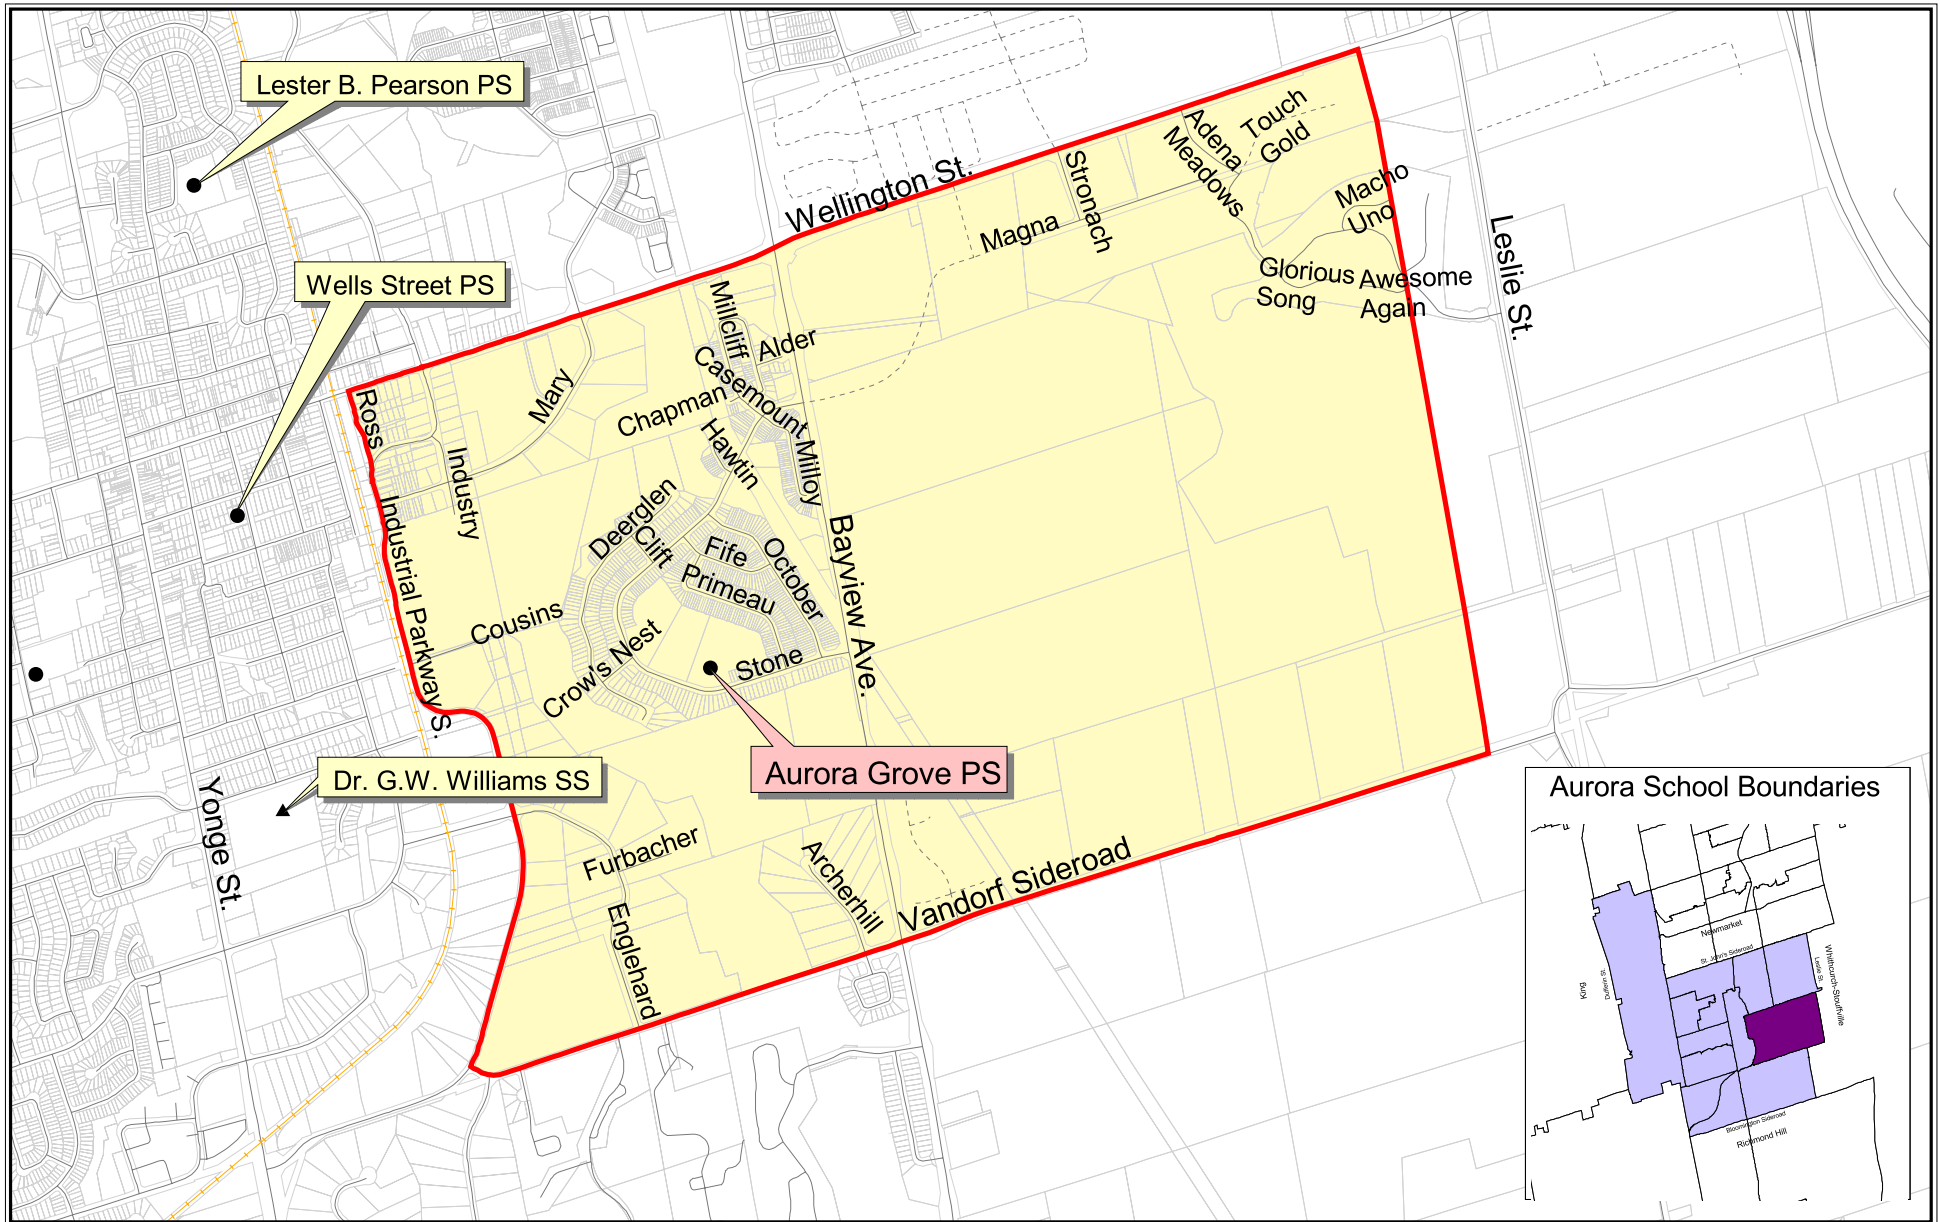 Lester B. Pearson PS
Wells Street PS
Wellington St.
Adena
Meadows
Touch
Gold
Stronach
Magna
Macho
Uno
Glorious
Song
Awesome
Again
Leslie St.
Millcliff
Alder
Casemount
Chapman
Hawtin
Milloy
Mary
Ross
Industry
Industrial Parkway S.
Deerglen
Clift
Fife
Primeau
October
Bayview Ave.
Cousins
Crow's Nest
Stone
Aurora Grove PS
Dr. G.W. Williams SS
Yonge St.
Furbacher
Archerhill
Englehard
Vandorf Sideroad
Aurora School Boundaries
Newmarket
St. John's Sideroad
Leslie St.
Whithcurch-Stouffville
Dufferin St.
King
Bloomington Sideroad
Richmond Hill